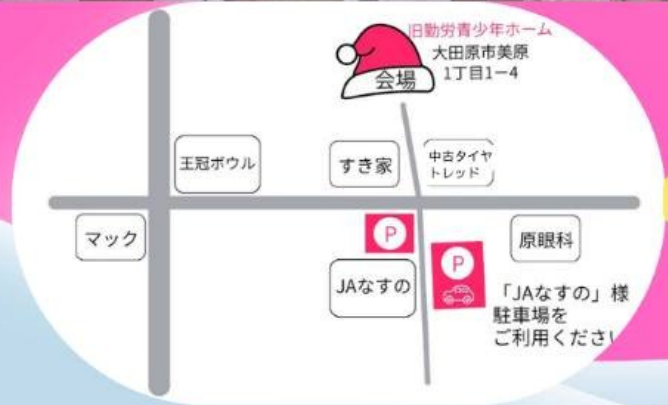 旧勤労青少年ホーム
大田原市美原
1丁目1ー4
会場
王冠ボウル
すき家
中古タイヤ
トレッド
マック
P
原眼科
P
JAなすの
「JAなすの」様
駐車場を
ご利用くださ